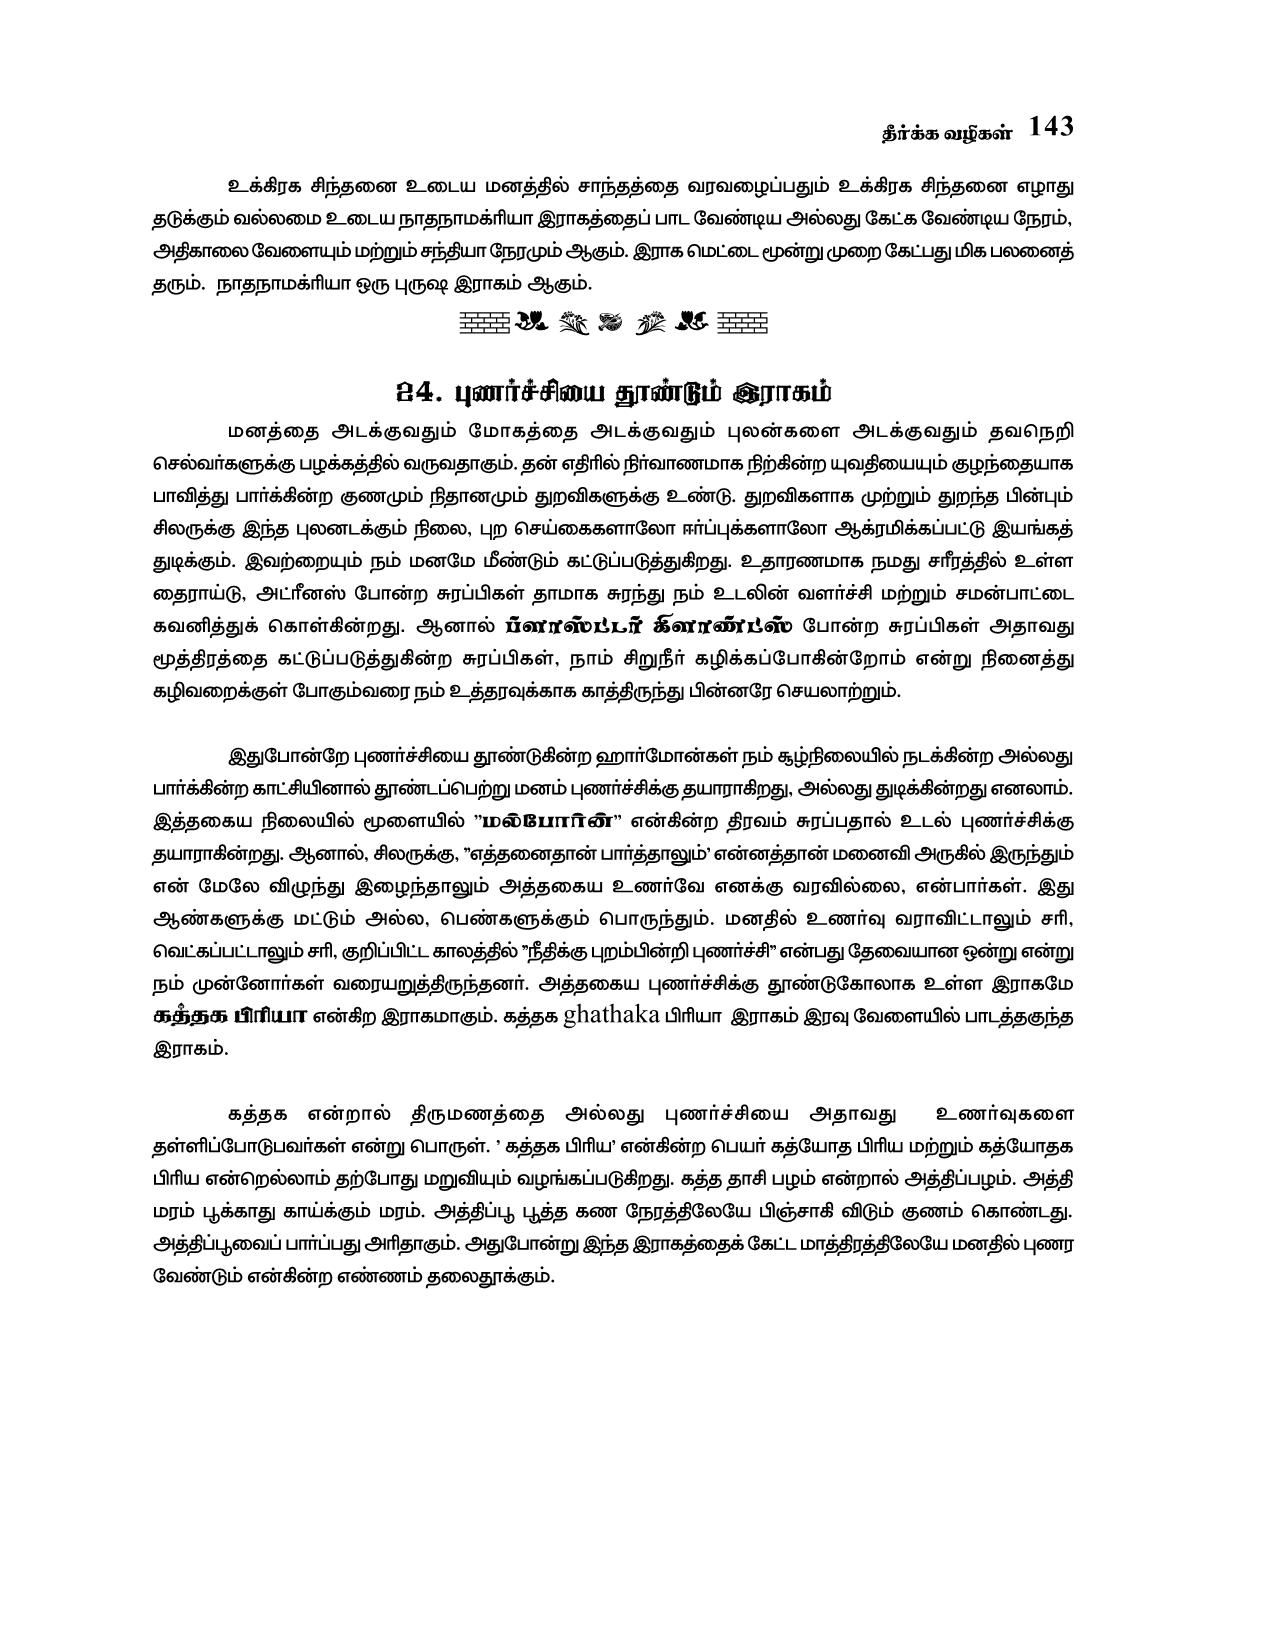 தீர்க்க வழிகள் 143
உக்கிரக சிந்தனை உடைய மனத்தில் சாந்தத்தை வரவழைப்பதும் உக்கிரக சிந்தனை எழாது
தடுக்கும் வல்லமை உடைய நாதநாமக்ரியா இராகத்தைப் பாட வேண்டிய அல்லது கேட்க வேண்டிய நேரம்,
அதிகாலை வேளையும் மற்றும் சந்தியா நேரமும் ஆகும். இராக மெட்டை மூன்று முறை கேட்பது மிக பலனைத்
தரும். நாதநாமக்ரியா ஒரு புருஷ இராகம் ஆகும்.
24. புணர்ச்சியை தூண்டும் இராகம்
மனத்தை அடக்குவதும் மோகத்தை அடக்குவதும் புலன்களை அடக்குவதும் தவநெறி
செல்வர்களுக்கு பழக்கத்தில் வருவதாகும். தன் எதிரில் நிர்வாணமாக நிற்கின்ற யுவதியையும் குழந்தையாக
பாவித்து பார்க்கின்ற குணமும் நிதானமும் துறவிகளுக்கு உண்டு. துறவிகளாக முற்றும் துறந்த பின்பும்
சிலருக்கு இந்த புலனடக்கும் நிலை, புற செய்கைகளாலோ ஈர்ப்புக்களாலோ ஆக்ரமிக்கப்பட்டு இயங்கத்
துடிக்கும். இவற்றையும் நம் மனமே மீண்டும் கட்டுப்படுத்துகிறது. உதாரணமாக நமது சரீரத்தில் உள்ள
தைராய்டு, அட்ரீனஸ் போன்ற சுரப்பிகள் தாமாக சுரந்து நம் உடலின் வளர்ச்சி மற்றும் சமன்பாட்டை
கவனித்துக் கொள்கின்றது. ஆனால் ப்ளாஸ்ட்டர் கிளாண்ட்ஸ் போன்ற சுரப்பிகள் அதாவது
மூத்திரத்தை கட்டுப்படுத்துகின்ற சுரப்பிகள், நாம் சிறுநீர் கழிக்கப்போகின்றோம் என்று நினைத்து
கழிவறைக்குள் போகும்வரை நம் உத்தரவுக்காக காத்திருந்து பின்னரே செயலாற்றும்.
இதுபோன்றே புணர்ச்சியை தூண்டுகின்ற ஹார்மோன்கள் நம் சூழ்நிலையில் நடக்கின்ற அல்லது
பார்க்கின்ற காட்சியினால் தூண்டப்பெற்று மனம் புணர்ச்சிக்கு தயாராகிறது, அல்லது துடிக்கின்றது எனலாம்.
இத்தகைய நிலையில் மூளையில் ”மல்போர்ன்” என்கின்ற திரவம் சுரப்பதால் உடல் புணர்ச்சிக்கு
தயாராகின்றது. ஆனால், சிலருக்கு, ”எத்தனைதான் பார்த்தாலும்’ என்னத்தான் மனைவி அருகில் இருந்தும்
என் மேலே விழுந்து இழைந்தாலும் அத்தகைய உணர்வே எனக்கு வரவில்லை, என்பார்கள். இது
ஆண்களுக்கு மட்டும் அல்ல, பெண்களுக்கும் பொருந்தும். மனதில் உணர்வு வராவிட்டாலும் சரி,
வெட்கப்பட்டாலும் சரி, குறிப்பிட்ட காலத்தில் ”நீதிக்கு புறம்பின்றி புணர்ச்சி” என்பது தேவையான ஒன்று என்று
நம் முன்னோர்கள் வரையறுத்திருந்தனர். அத்தகைய புணர்ச்சிக்கு தூண்டுகோலாக உள்ள இராகமே
கத்தக பிரியா என்கிற இராகமாகும். கத்தக ghathaka பிரியா இராகம் இரவு வேளையில் பாடத்தகுந்த
இராகம்.
கத்தக என்றால் திருமணத்தை அல்லது புணர்ச்சியை அதாவது உணர்வுகளை
தள்ளிப்போடுபவர்கள் என்று பொருள். ’ கத்தக பிரிய’ என்கின்ற பெயர் கத்யோத பிரிய மற்றும் கத்யோதக
பிரிய என்றெல்லாம் தற்போது மறுவியும் வழங்கப்படுகிறது. கத்த தாசி பழம் என்றால் அத்திப்பழம். அத்தி
மரம் பூக்காது காய்க்கும் மரம். அத்திப்பூ பூத்த கண நேரத்திலேயே பிஞ்சாகி விடும் குணம் கொண்டது.
அத்திப்பூவைப் பார்ப்பது அரிதாகும். அதுபோன்று இந்த இராகத்தைக் கேட்ட மாத்திரத்திலேயே மனதில் புணர
வேண்டும் என்கின்ற எண்ணம் தலைதூக்கும்.